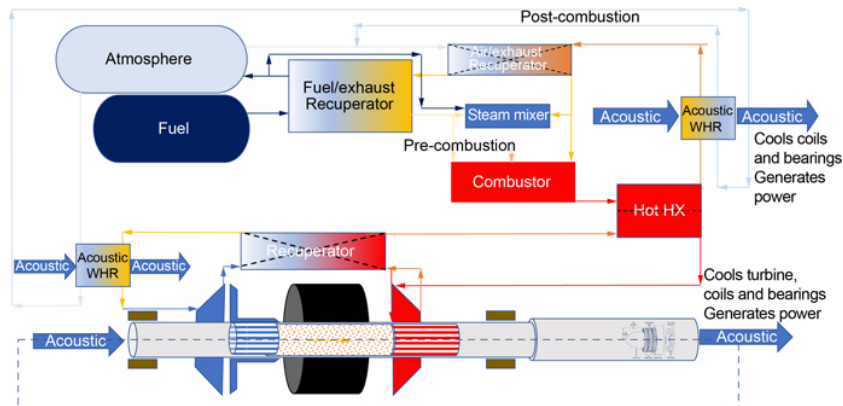 Post-combustion
Atmosphere
Air/exhaust
Recuperator
Fuel/exhaust
Recuperator
Fuel
Steam mixer
Acoustic
Acoustic
WHR
Acoustic
Pre-combustion
Cools coils
and bearings
Generates
power
Combustor
Hot HX
Recuperator
Acoustic
Acoustic
WHR
Acoustic
Cools turbine,
coils and bearings
Generates power
Acoustic
Acoustic